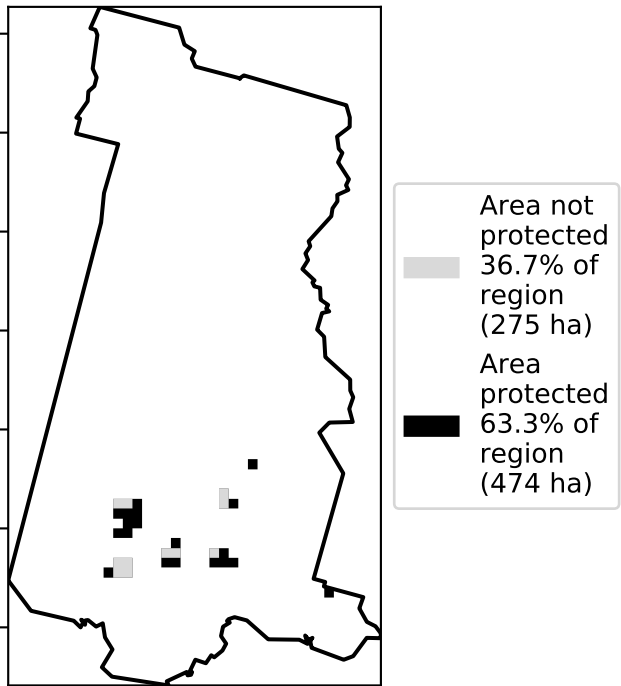 Area not
protected
36.7% of
region
(275 ha)
Area
protected
63.3% of
region
(474 ha)